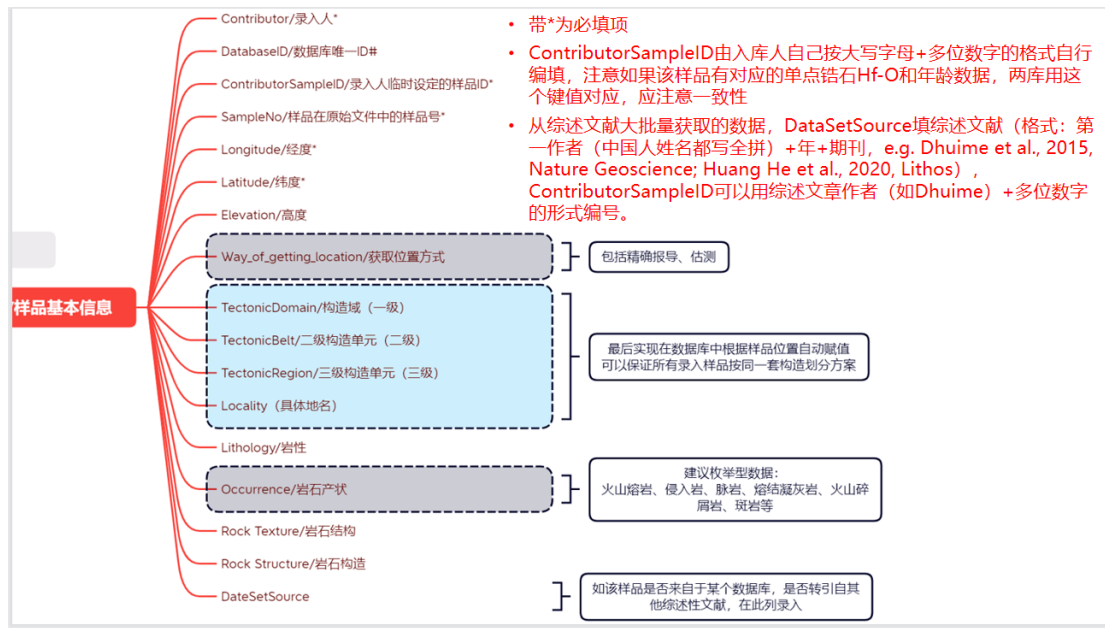 Contributor/录入人*
DatabaseID/数据库唯一ID#
ContributorSampleID/录入人临时设定的样品ID*
SampleNo/样品在原始文件中的样品号*
Longitude/经度*
Latitude/纬度*
Elevation/高度
Way_of_getting_location/获取位置方式
包括精确报导、估测
样品基本信息
TectonicDomain/构造域（一级）
TectonicBelt/二级构造单元（二级）
TectonicRegion/三级构造单元（三级）
Locality（具体地名）
最后实现在数据库中根据样品位置自动赋值
可以保证所有录入样品按同一套构造划分方案
Lithology/岩性
Occurrence/岩石产状
建议枚举型数据：
火山熔岩、侵入岩、脉岩、熔结凝灰岩、火山碎
屑岩、斑岩等
Rock Texture/岩石结构
Rock Structure/岩石构造
DateSetSource
如该样品是否来自于某个数据库，是否转引自其
他综述性文献，在此列录入
• 带*为必填项
• ContributorSampleID由入库人自己按大写字母+多位数字的格式自行
编填，注意如果该样品有对应的单点锆石Hf-O和年龄数据，两库用这
个键值对应，应注意一致性
• 从综述文献大批量获取的数据，DataSetSource填综述文献（格式：第
一作者（中国人姓名都写全拼）+年+期刊，e.g. Dhuime et al., 2015,
Nature Geoscience; Huang He et al., 2020, Lithos），
ContributorSampleID可以用综述文章作者（如Dhuime）+多位数字
的形式编号。